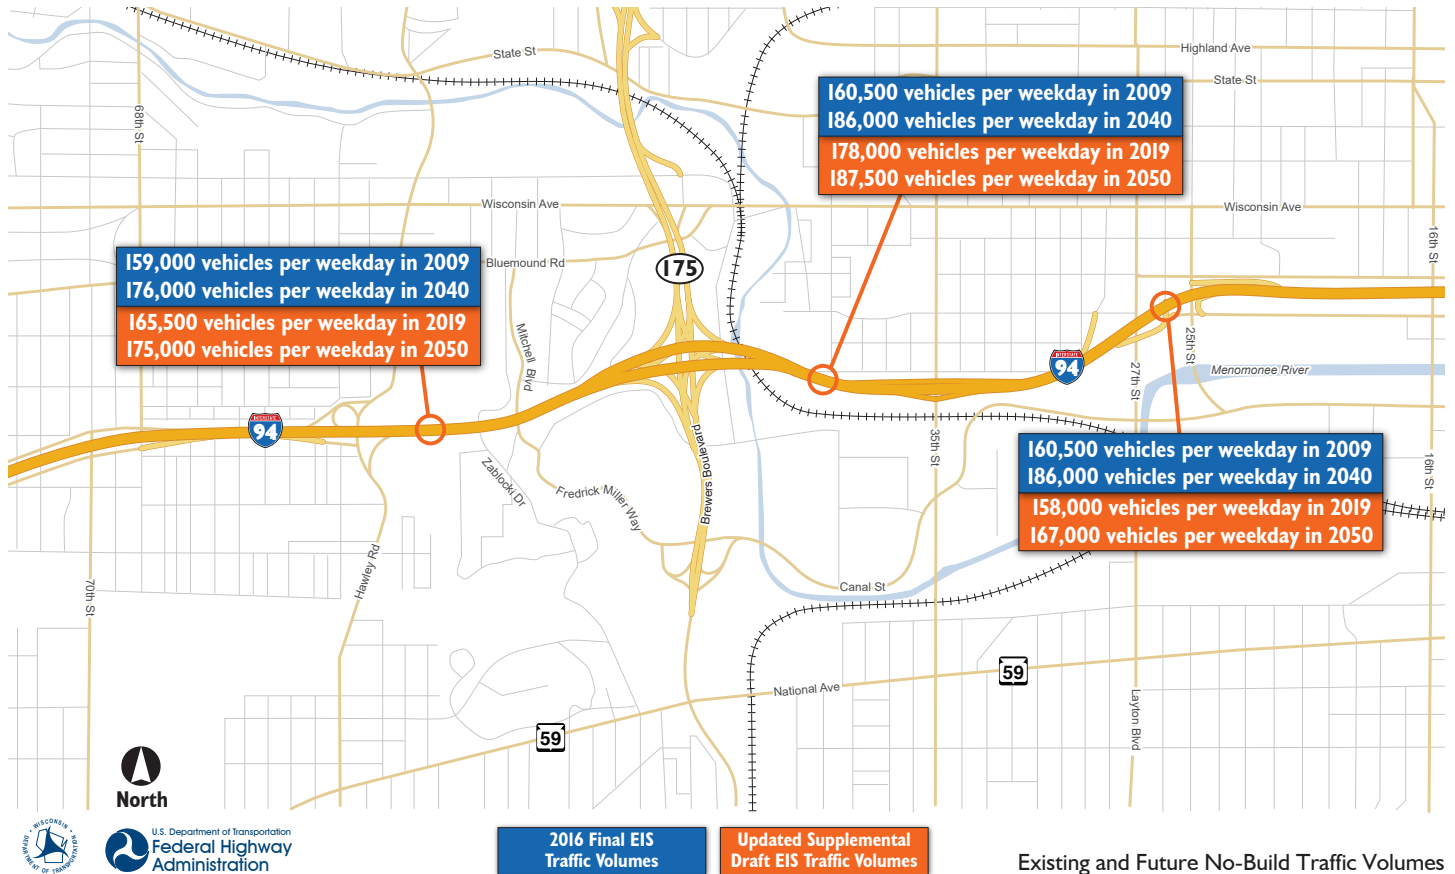 State St
Highland Ave
State St
68th St
160,500 vehicles per weekday in 2009
186,000 vehicles per weekday in 2040
178,000 vehicles per weekday in 2019
187,500 vehicles per weekday in 2050
Wisconsin Ave
Wisconsin Ave
16th St
159,000 vehicles per weekday in 2009
176,000 vehicles per weekday in 2040
165,500 vehicles per weekday in 2019
175,000 vehicles per weekday in 2050
Bluemound Rd
175
Mitchell Blvd
25th St
27th St
INTERSTATE
94
Menomonee River
INTERSTATE
94
35th St
Brewers Boulevard
Zablocki Dr
Fredrick Miller Way
160,500 vehicles per weekday in 2009
186,000 vehicles per weekday in 2040
158,000 vehicles per weekday in 2019
167,000 vehicles per weekday in 2050
16th St
Hawley Rd
70th St
Canal St
National Ave
59
Layton Blvd
59
North
WISCONSIN
DEPARTMENT OF TRANSPORTATION
U.S. Department of Transportation
Federal Highway
Administration
2016 Final EIS
Traffic Volumes
Updated Supplemental
Draft EIS Traffic Volumes
Existing and Future No-Build Traffic Volumes